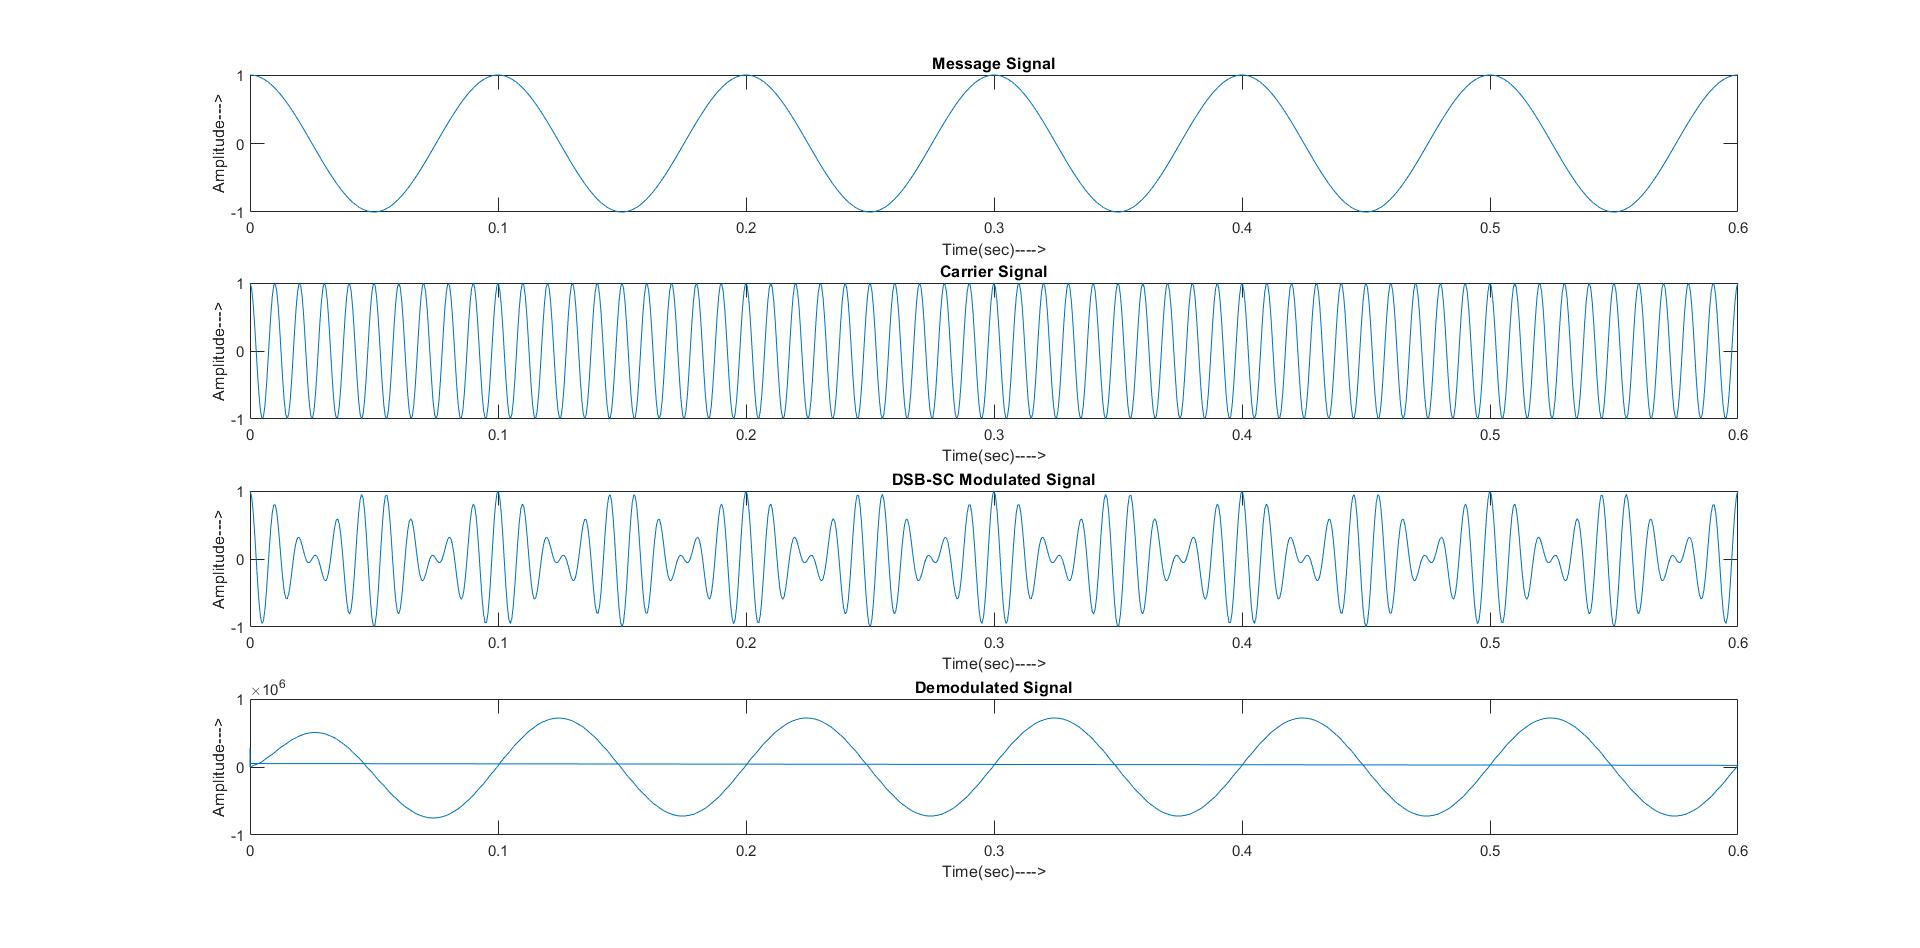 Message Signal
1
0
-1
Amplitude--->
0 0.1 0.2 0.3 0.4 0.5 0.6
Time(sec)---->
Carrier Signal
1
0
-1
Amplitude--->
0 0.1 0.2 0.3 0.4 0.5 0.6
Time(sec)---->
DSB-SC Modulated Signal
1
0
-1
Amplitude--->
0 0.1 0.2 0.3 0.4 0.5 0.6
Time(sec)---->
Demodulated Signal
×10⁶
1
0
-1
Amplitude--->
0 0.1 0.2 0.3 0.4 0.5 0.6
Time(sec)---->